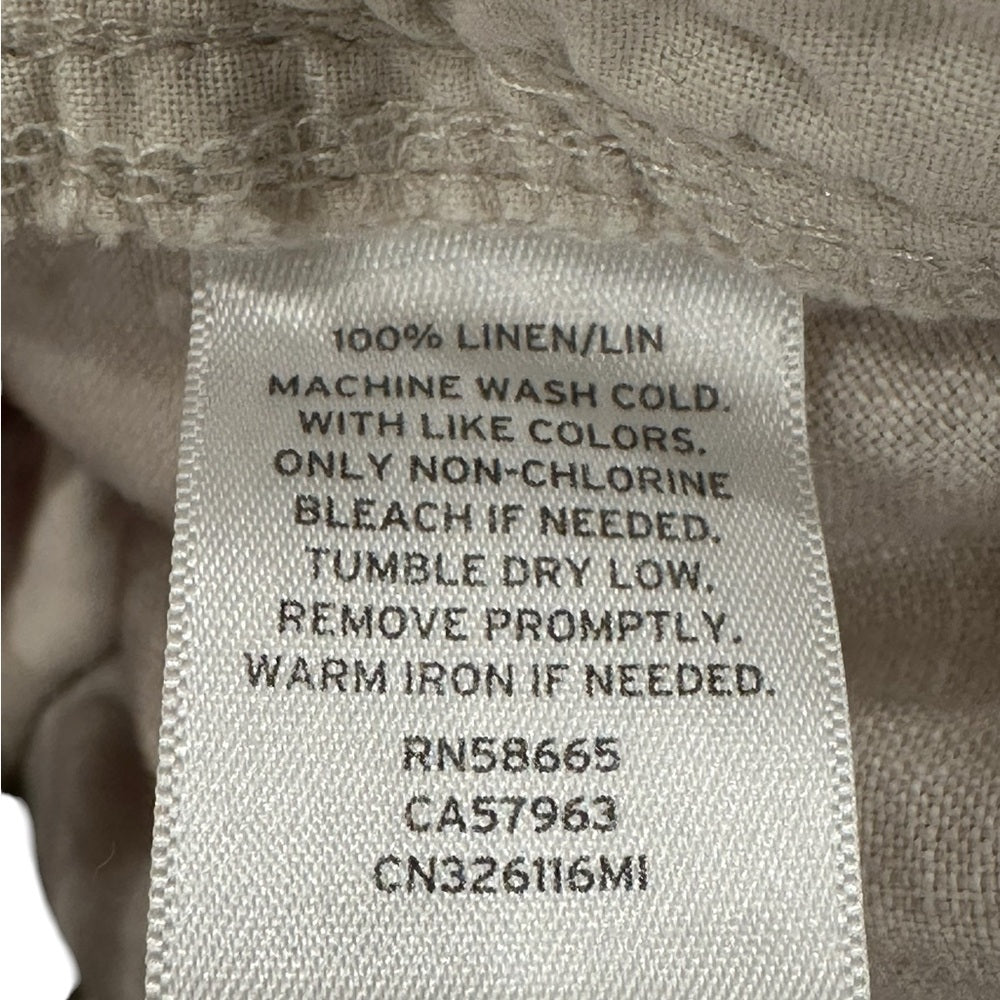 100% LINEN/LIN
MACHINE WASH COLD.
WITH LIKE COLORS.
ONLY NON-CHLORINE
BLEACH IF NEEDED.
TUMBLE DRY LOW.
REMOVE PROMPTLY.
WARM IRON IF NEEDED.
RN58665
CA57963
CN326116MI